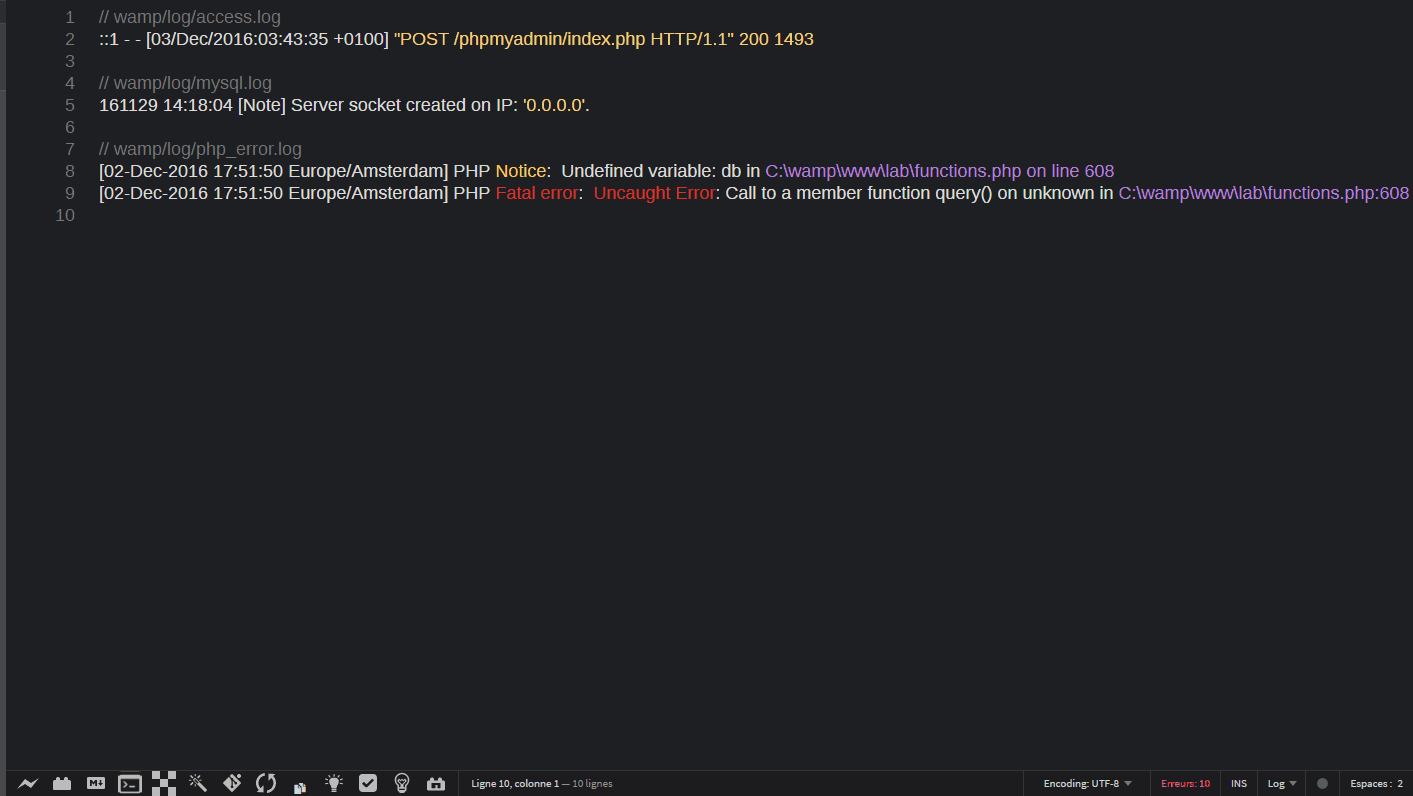 1 // wamp/log/access.log
2 ::1 - - [03/Dec/2016:03:43:35 +0100] "POST /phpmyadmin/index.php HTTP/1.1" 200 1493
3
4 // wamp/log/mysql.log
5 161129 14:18:04 [Note] Server socket created on IP: '0.0.0.0'.
6
7 // wamp/log/php_error.log
8 [02-Dec-2016 17:51:50 Europe/Amsterdam] PHP Notice:  Undefined variable: db in C:\wamp\www\lab\functions.php on line 608
9 [02-Dec-2016 17:51:50 Europe/Amsterdam] PHP Fatal error:  Uncaught Error: Call to a member function query() on unknown in C:\wamp\www\lab\functions.php:608
10
M↓ Ligne 10, colonne 1 — 10 lignes Encoding: UTF-8 Erreurs: 10 INS Log Espaces : 2